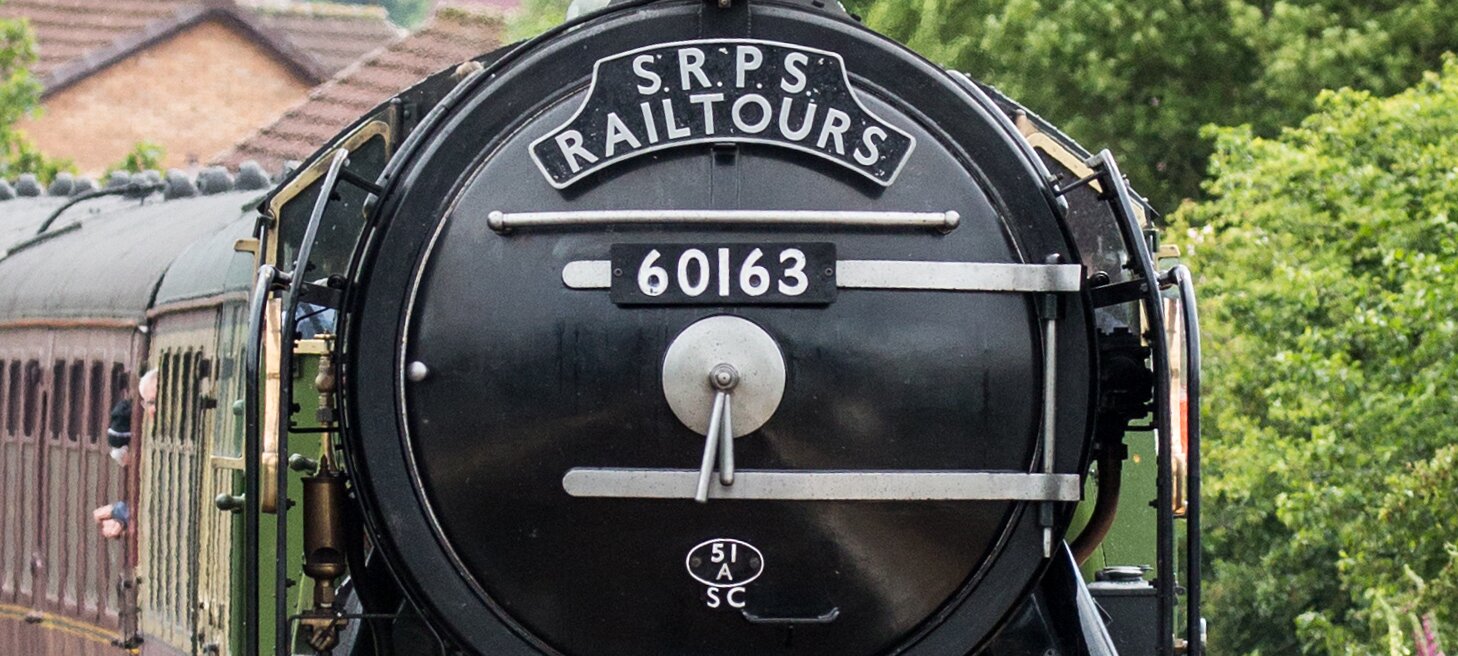 S.R.P.S.
RAILTOURS
60163
51
A
SC